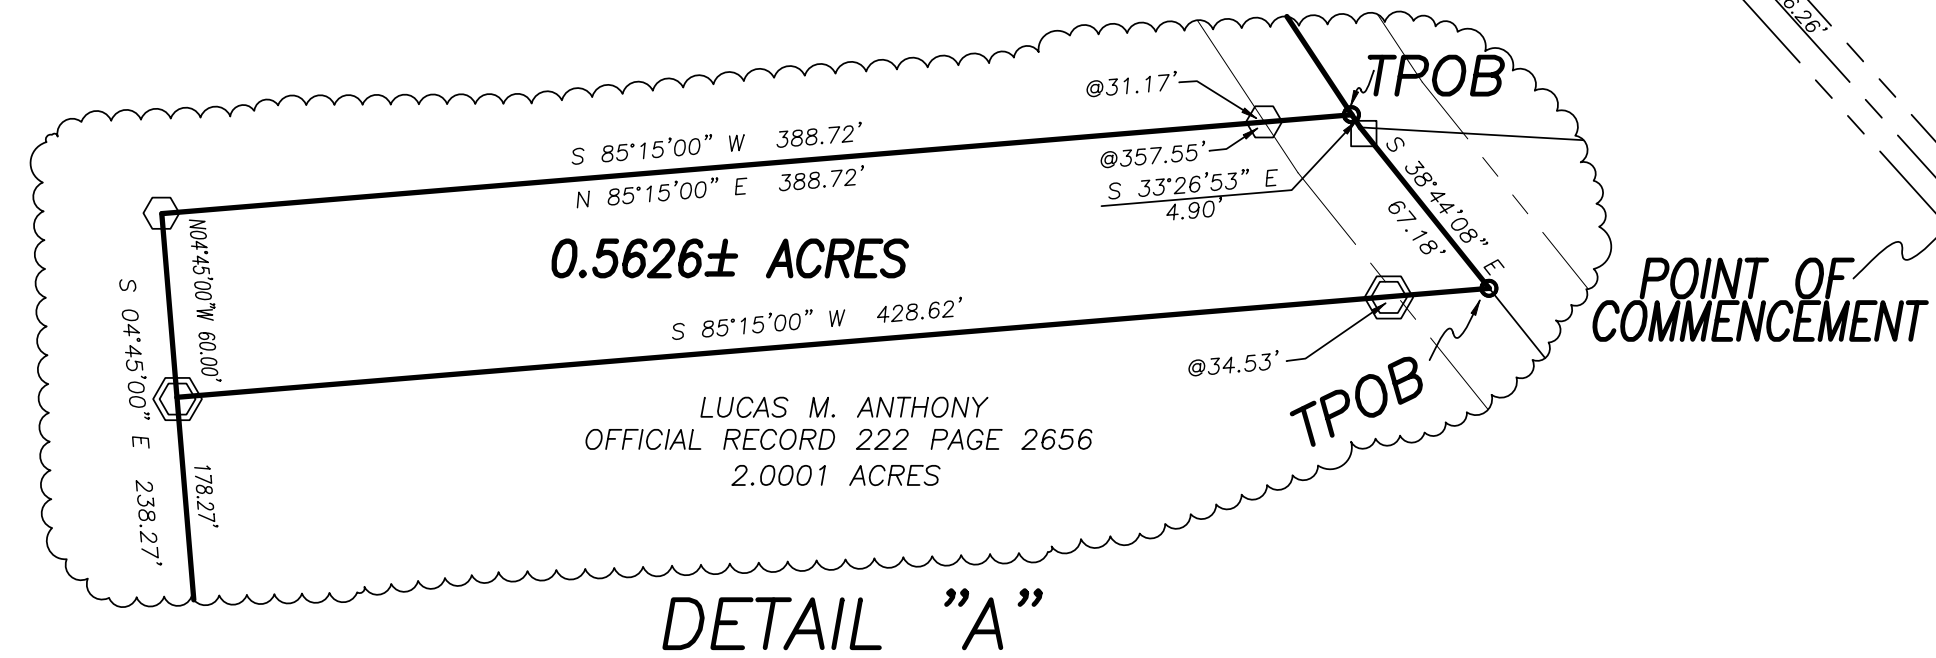 6.26'
TPOB
@31.17'
S 85°15'00" W 388.72'
N 85°15'00" E 388.72'
@357.55'
S 33°26'53" E
4.90'
S 38°44'08" E
67.18'
N04°45'00"W 60.00'
0.5626± ACRES
S 85°15'00" W 428.62'
POINT OF
COMMENCEMENT
@34.53'
TPOB
S 04°45'00" E 238.27'
178.27'
LUCAS M. ANTHONY
OFFICIAL RECORD 222 PAGE 2656
2.0001 ACRES
DETAIL "A"